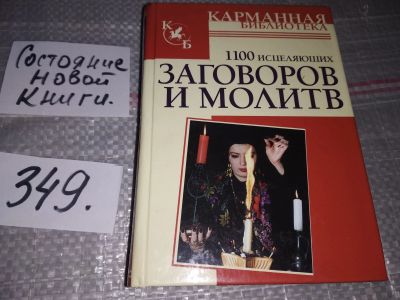 Состояние
новой
книги.
349.
К
Б
КАРМАННАЯ
БИБЛИОТЕКА
1100 ИСЦЕЛЯЮЩИХ
ЗАГОВОРОВ
И МОЛИТВ